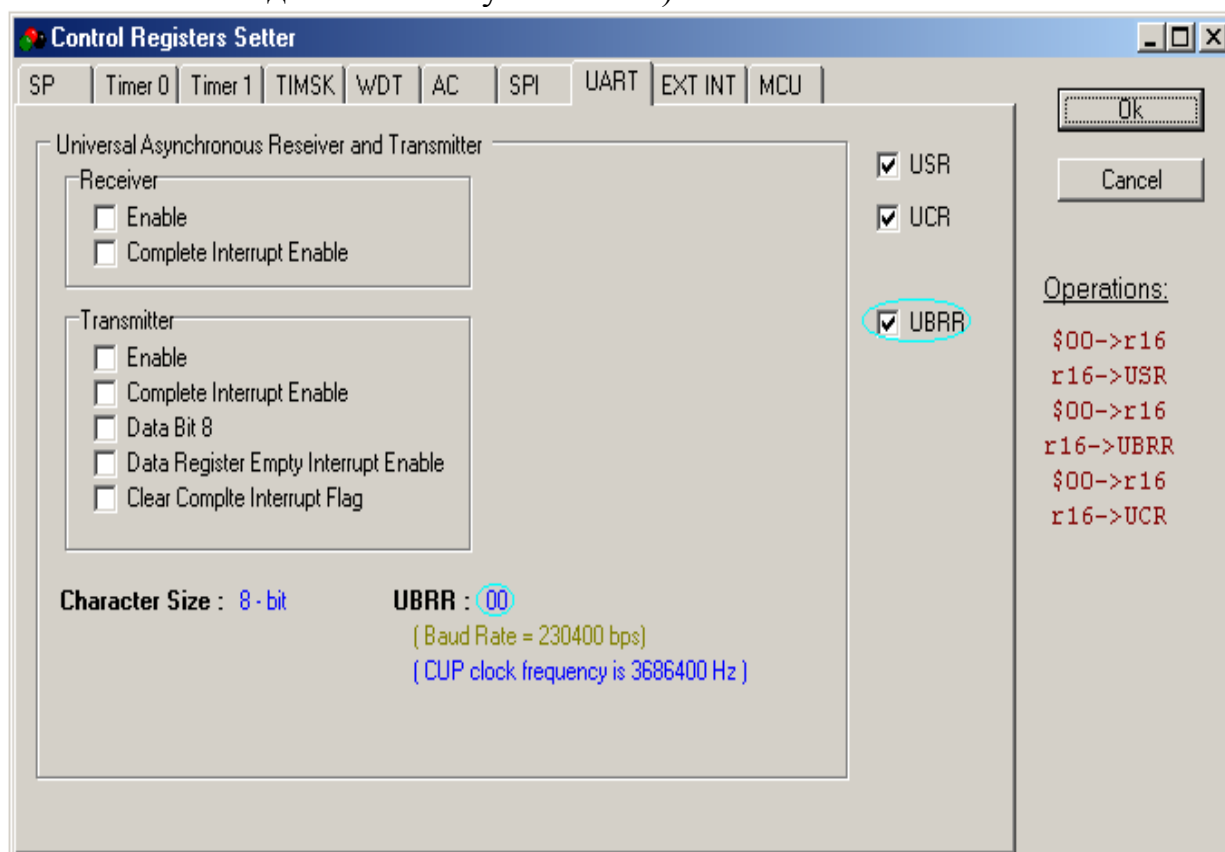 Control Registers Setter
SP Timer 0 Timer 1 TIMSK WDT AC SPI UART EXT INT MCU
Universal Asynchronous Reseiver and Transmitter
Receiver
Enable
Complete Interrupt Enable
Transmitter
Enable
Complete Interrupt Enable
Data Bit 8
Data Register Empty Interrupt Enable
Clear Complte Interrupt Flag
Character Size : 8 - bit
UBRR : 00
( Baud Rate = 230400 bps)
( CUP clock frequency is 3686400 Hz )
USR
UCR
UBRR
Ok
Cancel
Operations:
$00->r16
r16->USR
$00->r16
r16->UBRR
$00->r16
r16->UCR